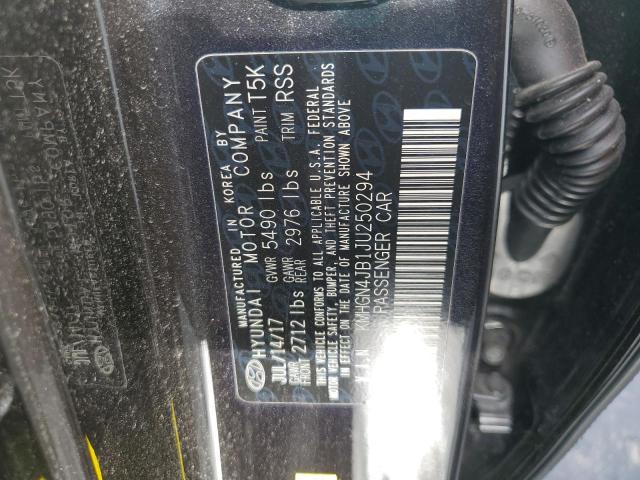 MANUFACTURED IN KOREA BY
HYUNDAI MOTOR COMPANY
JUL/14/17 GVWR 5490 lbs PAINT T5K
GAWR FRONT 2712 lbs GAWR REAR 2976 lbs TRIM RSS
THIS VEHICLE CONFORMS TO ALL APPLICABLE U.S.A. FEDERAL
MOTOR VEHICLE SAFETY, BUMPER, AND THEFT PREVENTION STANDARDS
IN EFFECT ON THE DATE OF MANUFACTURE SHOWN ABOVE.
V.I.N KMHGN4JB1JU250294
PASSENGER CAR